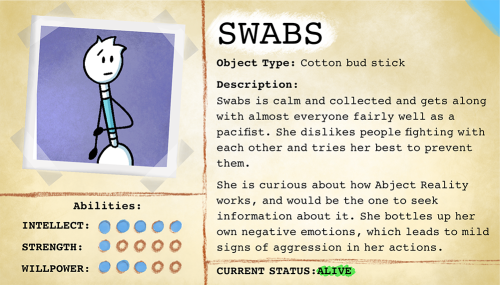 SWABS
Object Type: Cotton bud stick
Description:
Swabs is calm and collected and gets along
with almost everyone fairly well as a
pacifist. She dislikes people fighting with
each other and tries her best to prevent
them.
She is curious about how Abject Reality
works, and would be the one to seek
information about it. She bottles up her
own negative emotions, which leads to mild
signs of aggression in her actions.
CURRENT STATUS:ALIVE
Abilities:
INTELLECT:
STRENGTH:
WILLPOWER: